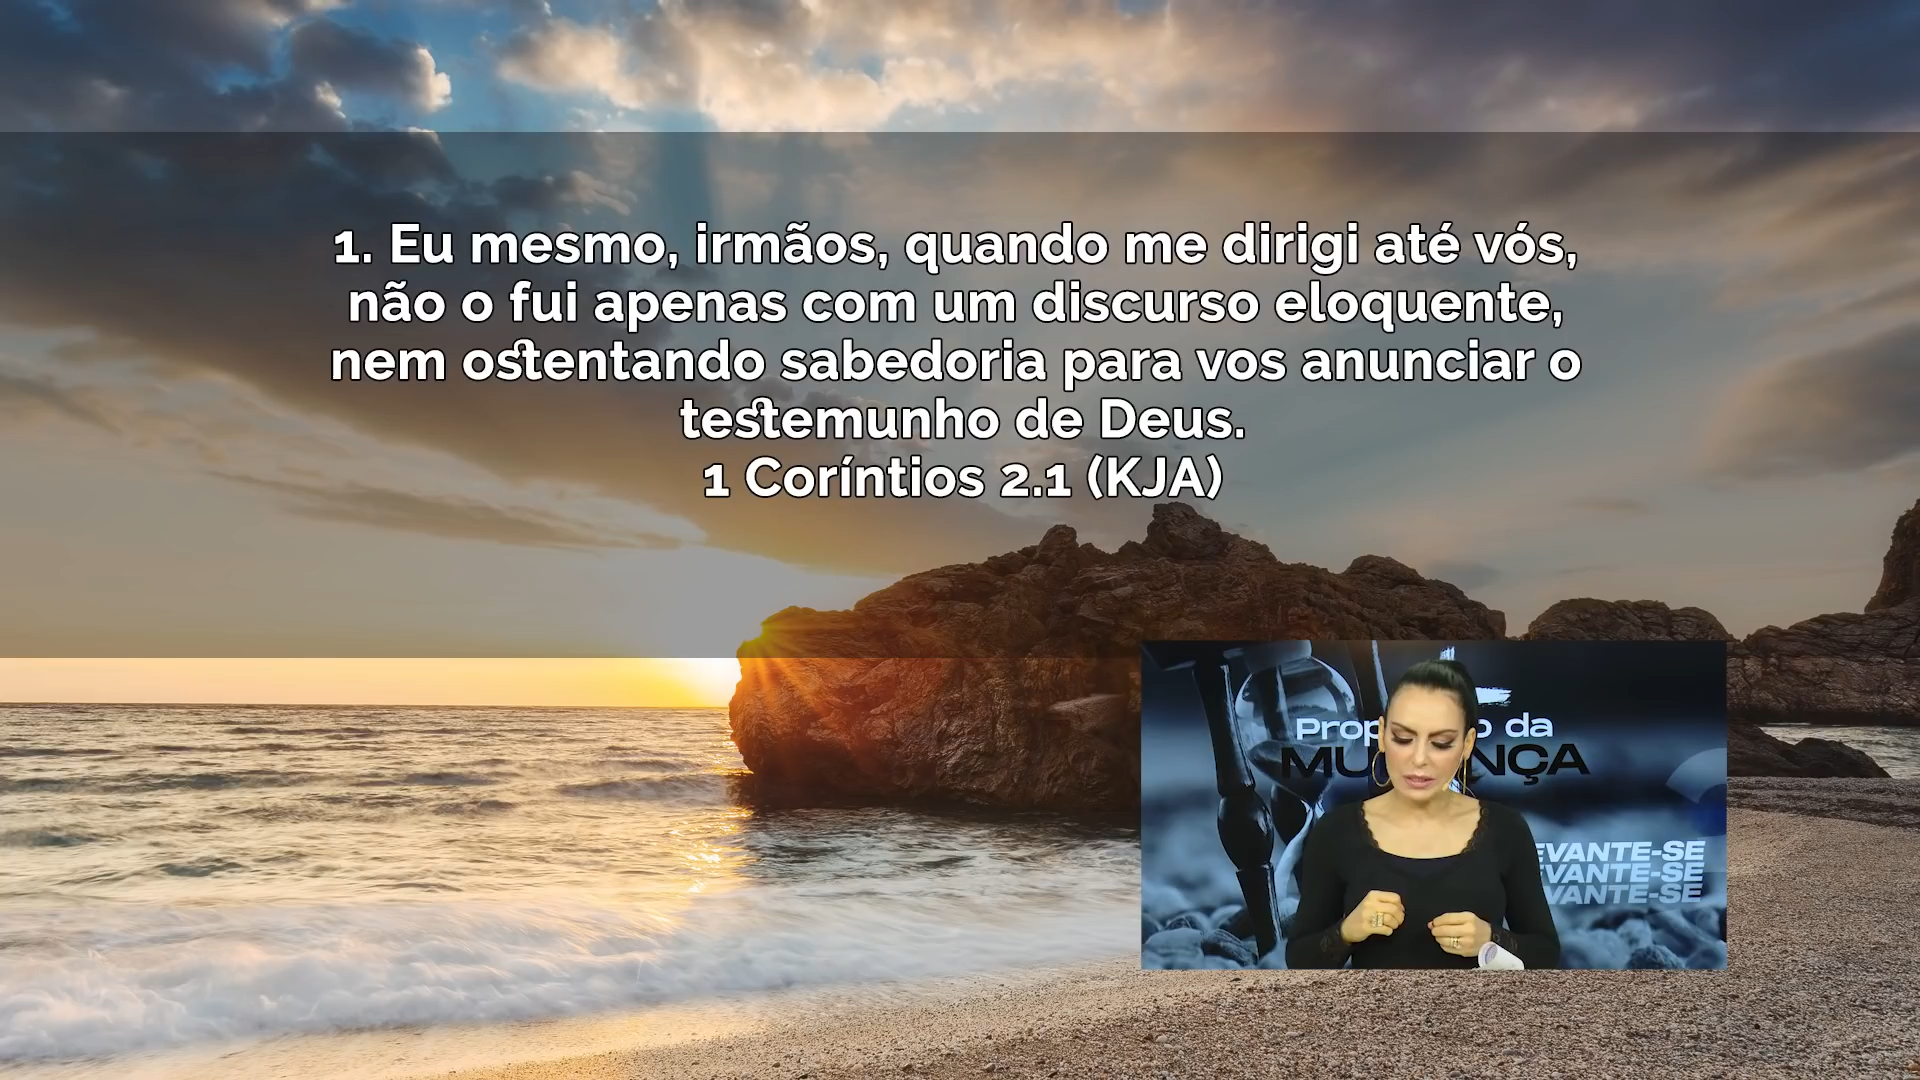 1. Eu mesmo, irmãos, quando me dirigi até vós,
não o fui apenas com um discurso eloquente,
nem ostentando sabedoria para vos anunciar o
testemunho de Deus.
1 Coríntios 2.1 (KJA)
da
EVANTE-SE
EVANTE-SE
VANTE-SE